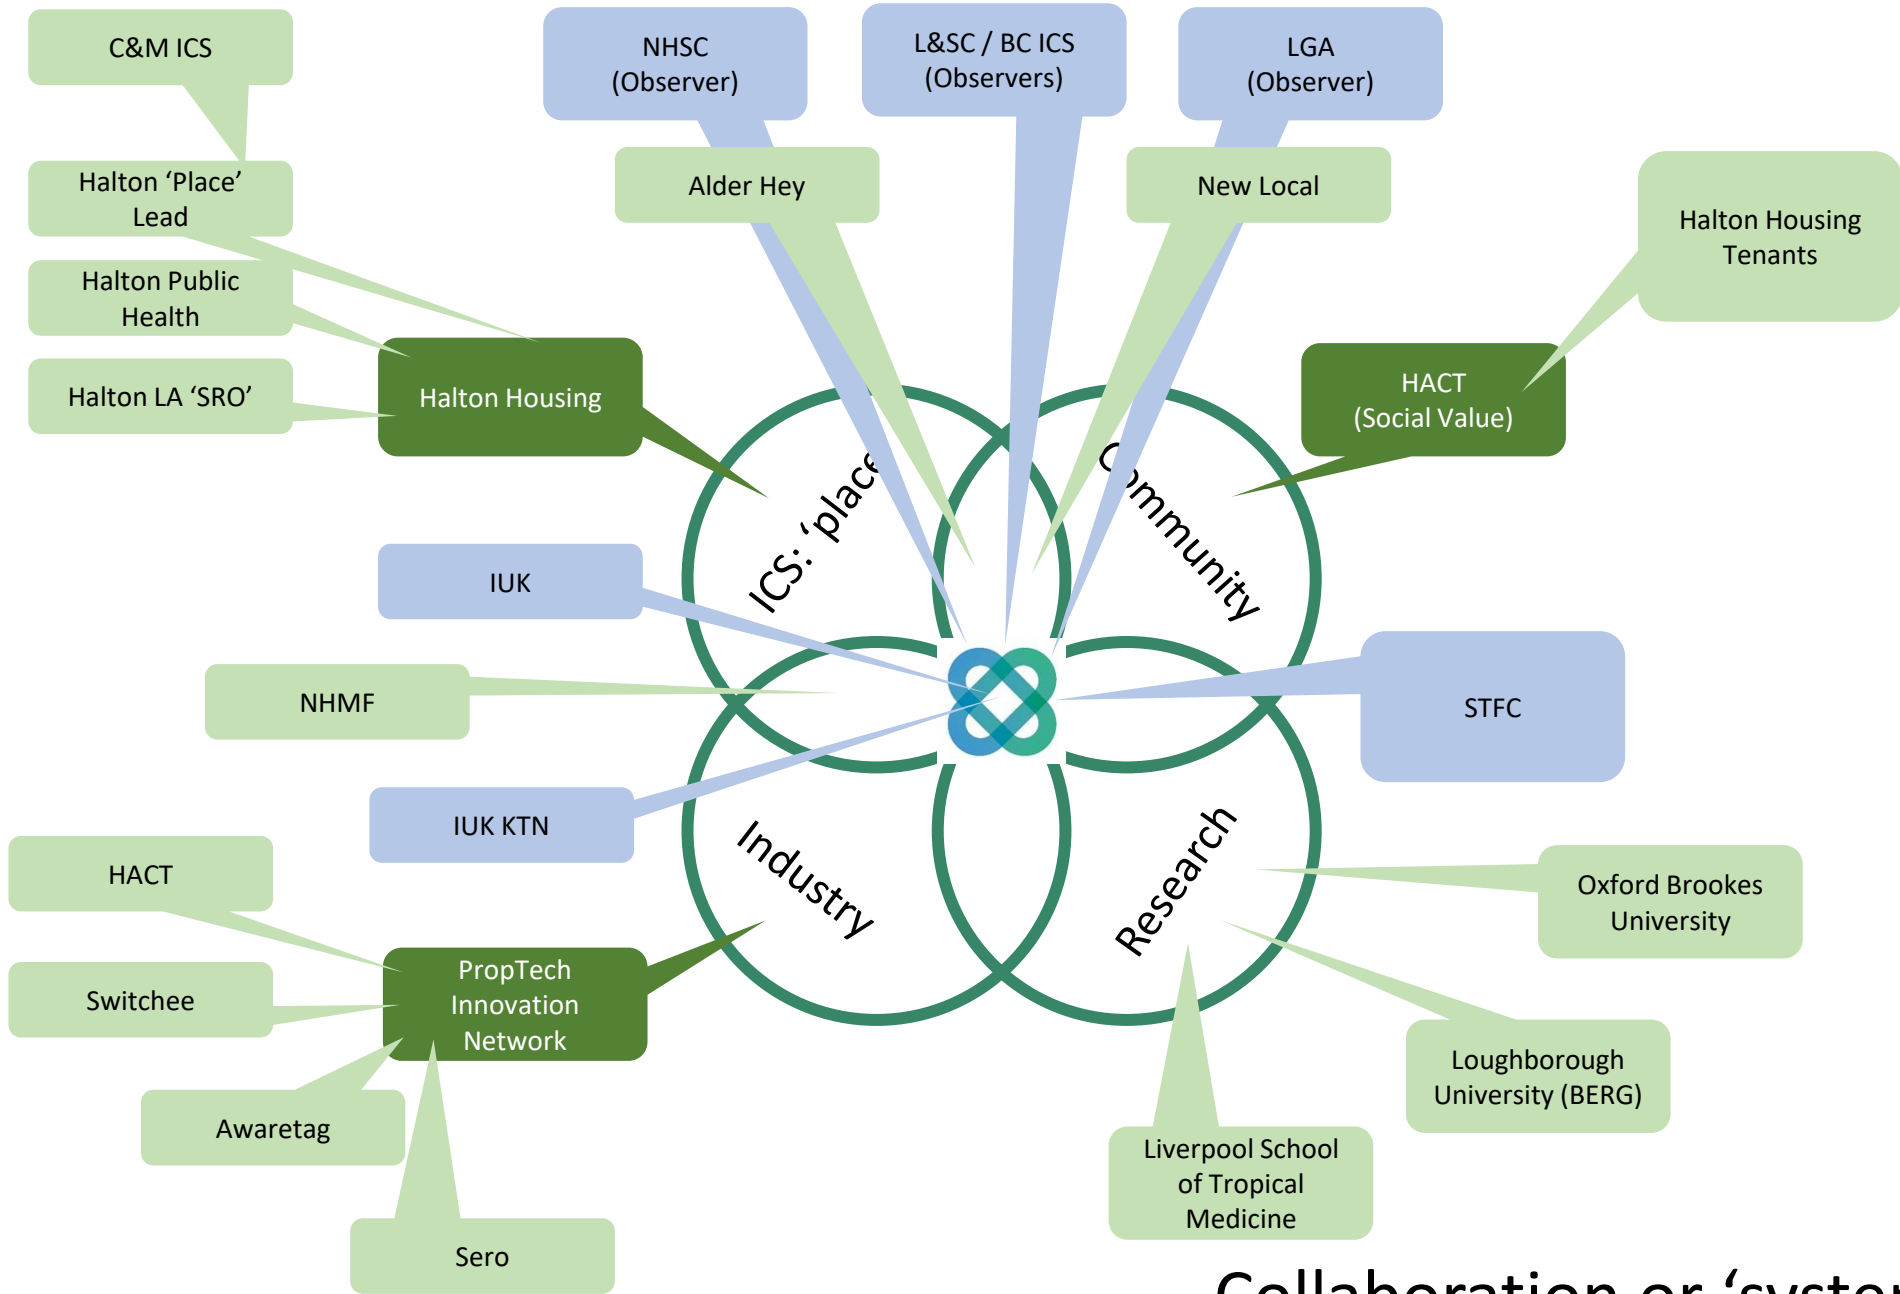 C&M ICS
NHSC
(Observer)
L&SC / BC ICS
(Observers)
LGA
(Observer)
Halton ‘Place’
Lead
Alder Hey
New Local
Halton Housing
Tenants
Halton Public
Health
Halton LA ‘SRO’
Halton Housing
HACT
(Social Value)
ICS: ‘place
Community
IUK
NHMF
STFC
IUK KTN
Industry
Research
HACT
Switchee
PropTech
Innovation
Network
Awaretag
Sero
Oxford Brookes
University
Loughborough
University (BERG)
Liverpool School
of Tropical
Medicine
Collaboration or